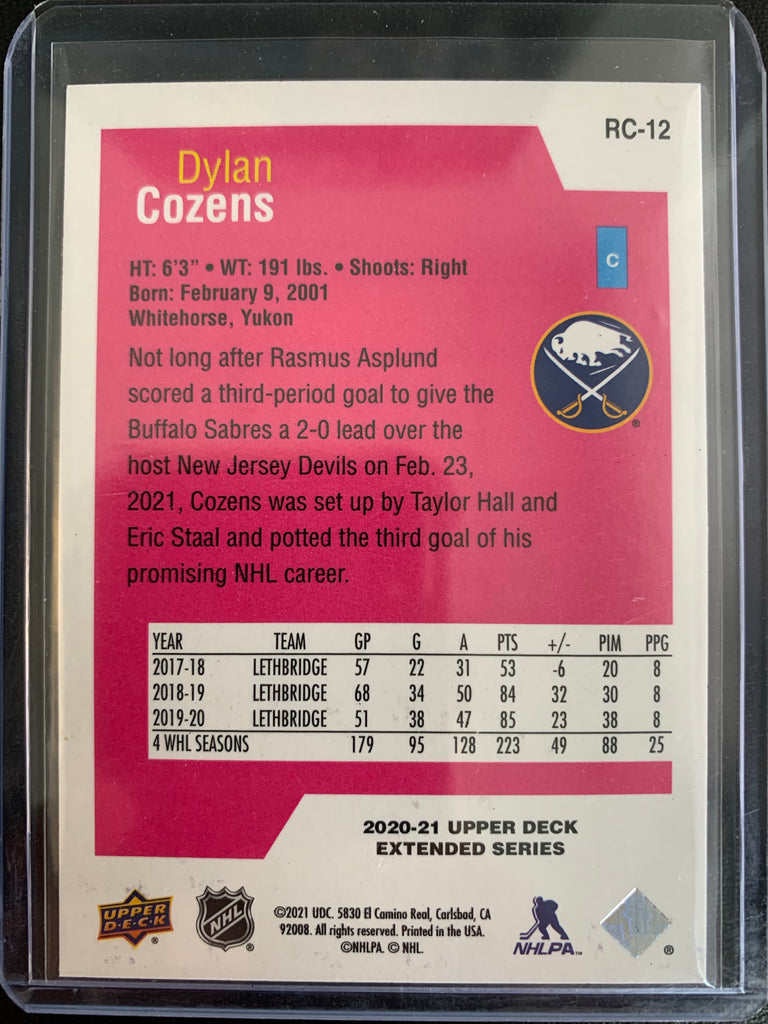 RC-12
Dylan
Cozens
C
HT: 6'3" • WT: 191 lbs. • Shoots: Right
Born: February 9, 2001
Whitehorse, Yukon
Not long after Rasmus Asplund
scored a third-period goal to give the
Buffalo Sabres a 2-0 lead over the
host New Jersey Devils on Feb. 23,
2021, Cozens was set up by Taylor Hall and
Eric Staal and potted the third goal of his
promising NHL career.
YEAR TEAM GP G A PTS +/- PIM PPG
2017-18 LETHBRIDGE 57 22 31 53 -6 20 8
2018-19 LETHBRIDGE 68 34 50 84 32 30 8
2019-20 LETHBRIDGE 51 38 47 85 23 38 8
4 WHL SEASONS 179 95 128 223 49 88 25
2020-21 UPPER DECK
EXTENDED SERIES
UPPER
D•E•C•K
®
NHL
®
©2021 UDC. 5830 El Camino Real, Carlsbad, CA
92008. All rights reserved. Printed in the USA.
©NHLPA. © NHL.
NHLPA™
®